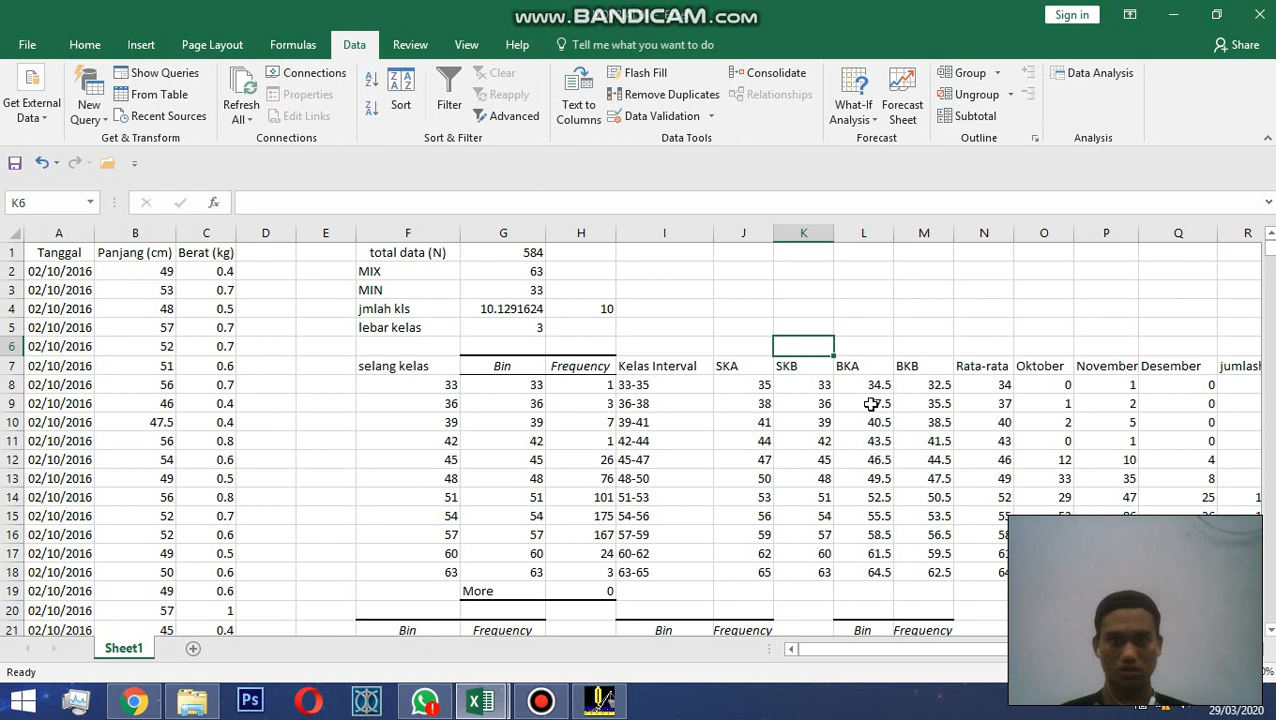 www.BANDICAM.com
Sign in
File Home Insert Page Layout Formulas Data Review View Help Tell me what you want to do Share
Get External Data
New Query
Show Queries
From Table
Recent Sources
Get & Transform
Refresh All
Connections
Properties
Edit Links
Connections
Sort
Filter
Clear
Reapply
Advanced
Sort & Filter
Text to Columns
Flash Fill
Remove Duplicates
Data Validation
Consolidate
Relationships
Data Tools
What-If Analysis
Forecast Sheet
Forecast
Group
Ungroup
Subtotal
Outline
Data Analysis
Analysis
K6 fx
A B C D E F G H I J K L M N O P Q R
1 Tanggal Panjang (cm) Berat (kg) total data (N) 584
2 02/10/2016 49 0.4 MIX 63
3 02/10/2016 53 0.7 MIN 33
4 02/10/2016 48 0.5 jmlah kls 10.1291624 10
5 02/10/2016 57 0.7 lebar kelas 3
6 02/10/2016 52 0.7
7 02/10/2016 51 0.6 selang kelas Bin Frequency Kelas Interval SKA SKB BKA BKB Rata-rata Oktober November Desember jumlash
8 02/10/2016 56 0.7 33 33 1 33-35 35 33 34.5 32.5 34 0 1 0
9 02/10/2016 46 0.4 36 36 3 36-38 38 36 7.5 35.5 37 1 2 0
10 02/10/2016 47.5 0.4 39 39 7 39-41 41 39 40.5 38.5 40 2 5 0
11 02/10/2016 56 0.8 42 42 1 42-44 44 42 43.5 41.5 43 0 1 0
12 02/10/2016 54 0.6 45 45 26 45-47 47 45 46.5 44.5 46 12 10 4
13 02/10/2016 49 0.5 48 48 76 48-50 50 48 49.5 47.5 49 33 35 8
14 02/10/2016 56 0.8 51 51 101 51-53 53 51 52.5 50.5 52 29 47 25 1
15 02/10/2016 52 0.7 54 54 175 54-56 56 54 55.5 53.5 55
16 02/10/2016 52 0.6 57 57 167 57-59 59 57 58.5 56.5 58
17 02/10/2016 49 0.5 60 60 24 60-62 62 60 61.5 59.5 61
18 02/10/2016 50 0.6 63 63 3 63-65 65 63 64.5 62.5 64
19 02/10/2016 49 0.6 More 0
20 02/10/2016 57 1
21 02/10/2016 45 0.4 Bin Frequency Bin Frequency Bin Frequency
Sheet1
Ready
29/03/2020